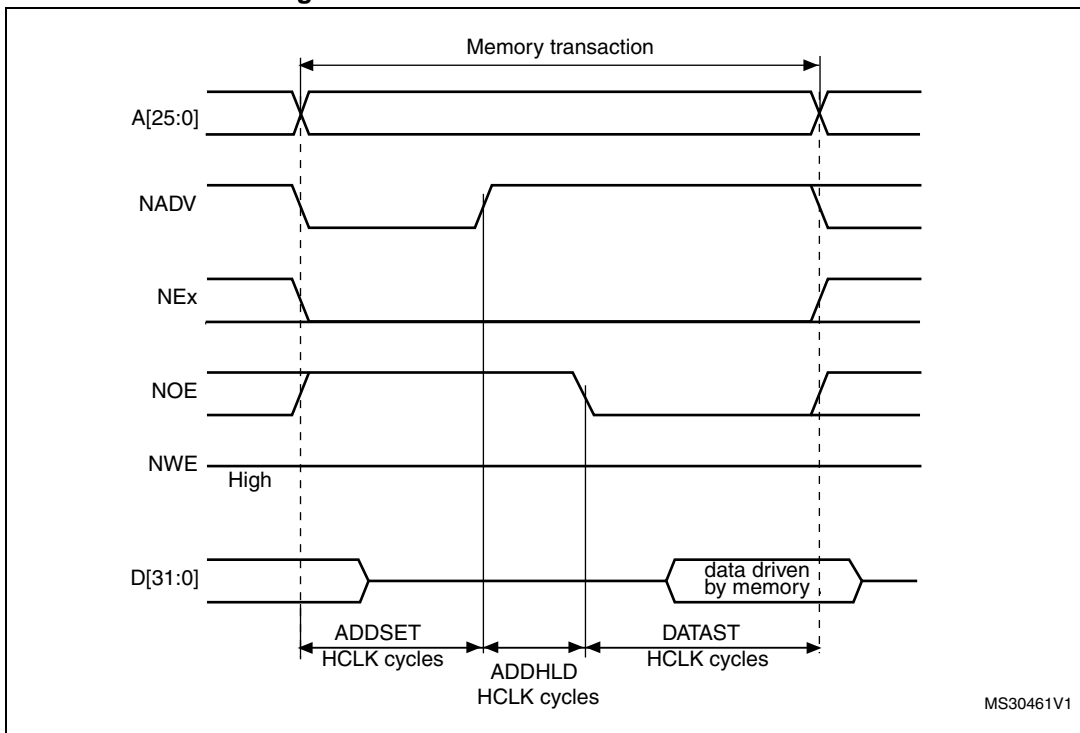 g
Memory transaction
A[25:0]
NADV
NEx
NOE
NWE
High
D[31:0]
data driven
by memory
ADDSET
HCLK cycles
ADDHLD
HCLK cycles
DATAST
HCLK cycles
MS30461V1